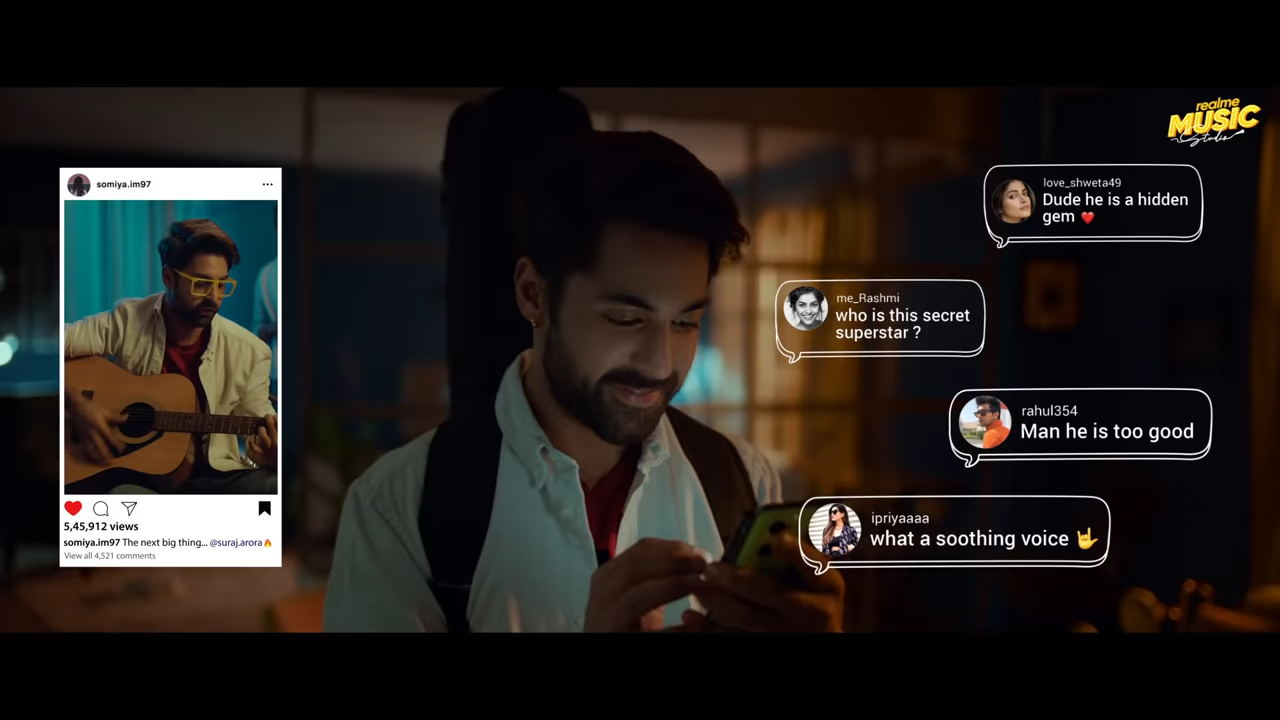 realme
MUSIC
Studio
somiya.im97
5,45,912 views
somiya.im97 The next big thing... @suraj.arora🔥
View all 4,521 comments
love_shweta49
Dude he is a hidden
gem ❤️
me_Rashmi
who is this secret
superstar ?
rahul354
Man he is too good
ipriyaaaa
what a soothing voice 🤟